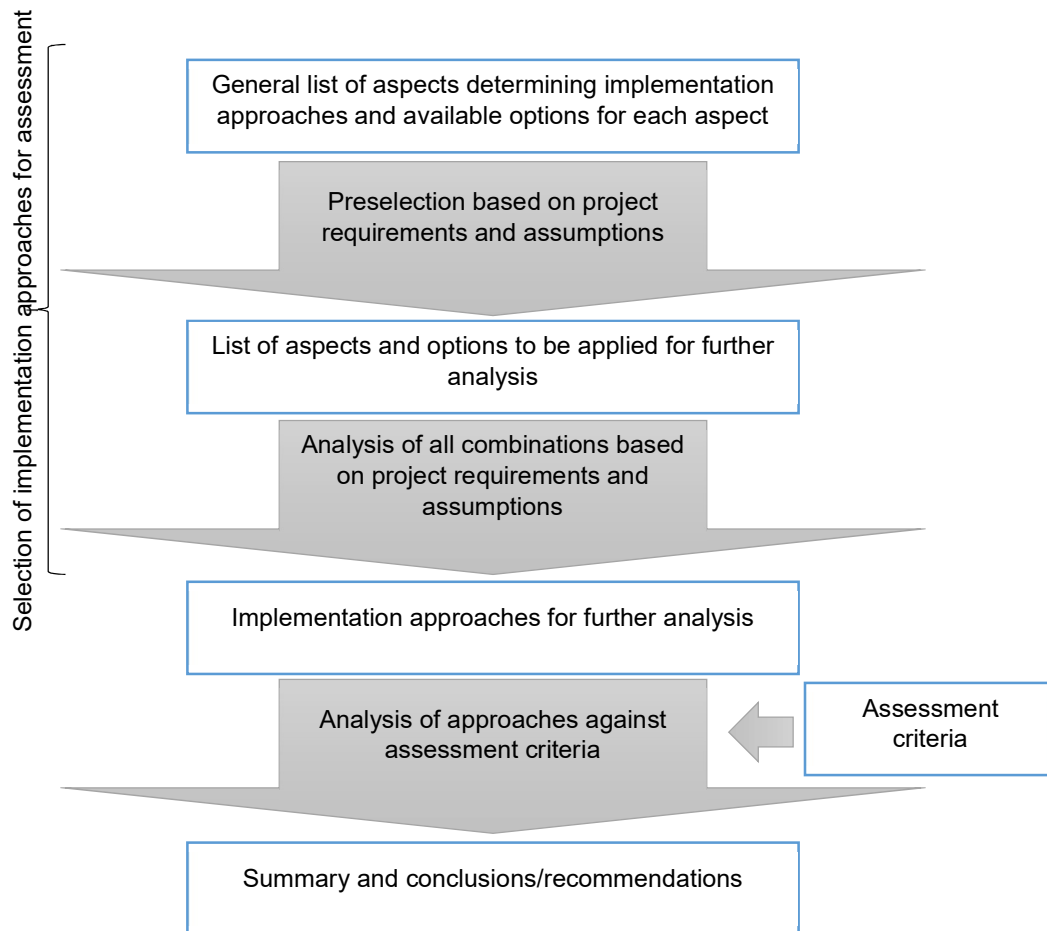 Selection of implementation approaches for assessment
General list of aspects determining implementation
approaches and available options for each aspect
Preselection based on project
requirements and assumptions
List of aspects and options to be applied for further
analysis
Analysis of all combinations based
on project requirements and
assumptions
Implementation approaches for further analysis
Analysis of approaches against
assessment criteria
Assessment
criteria
Summary and conclusions/recommendations